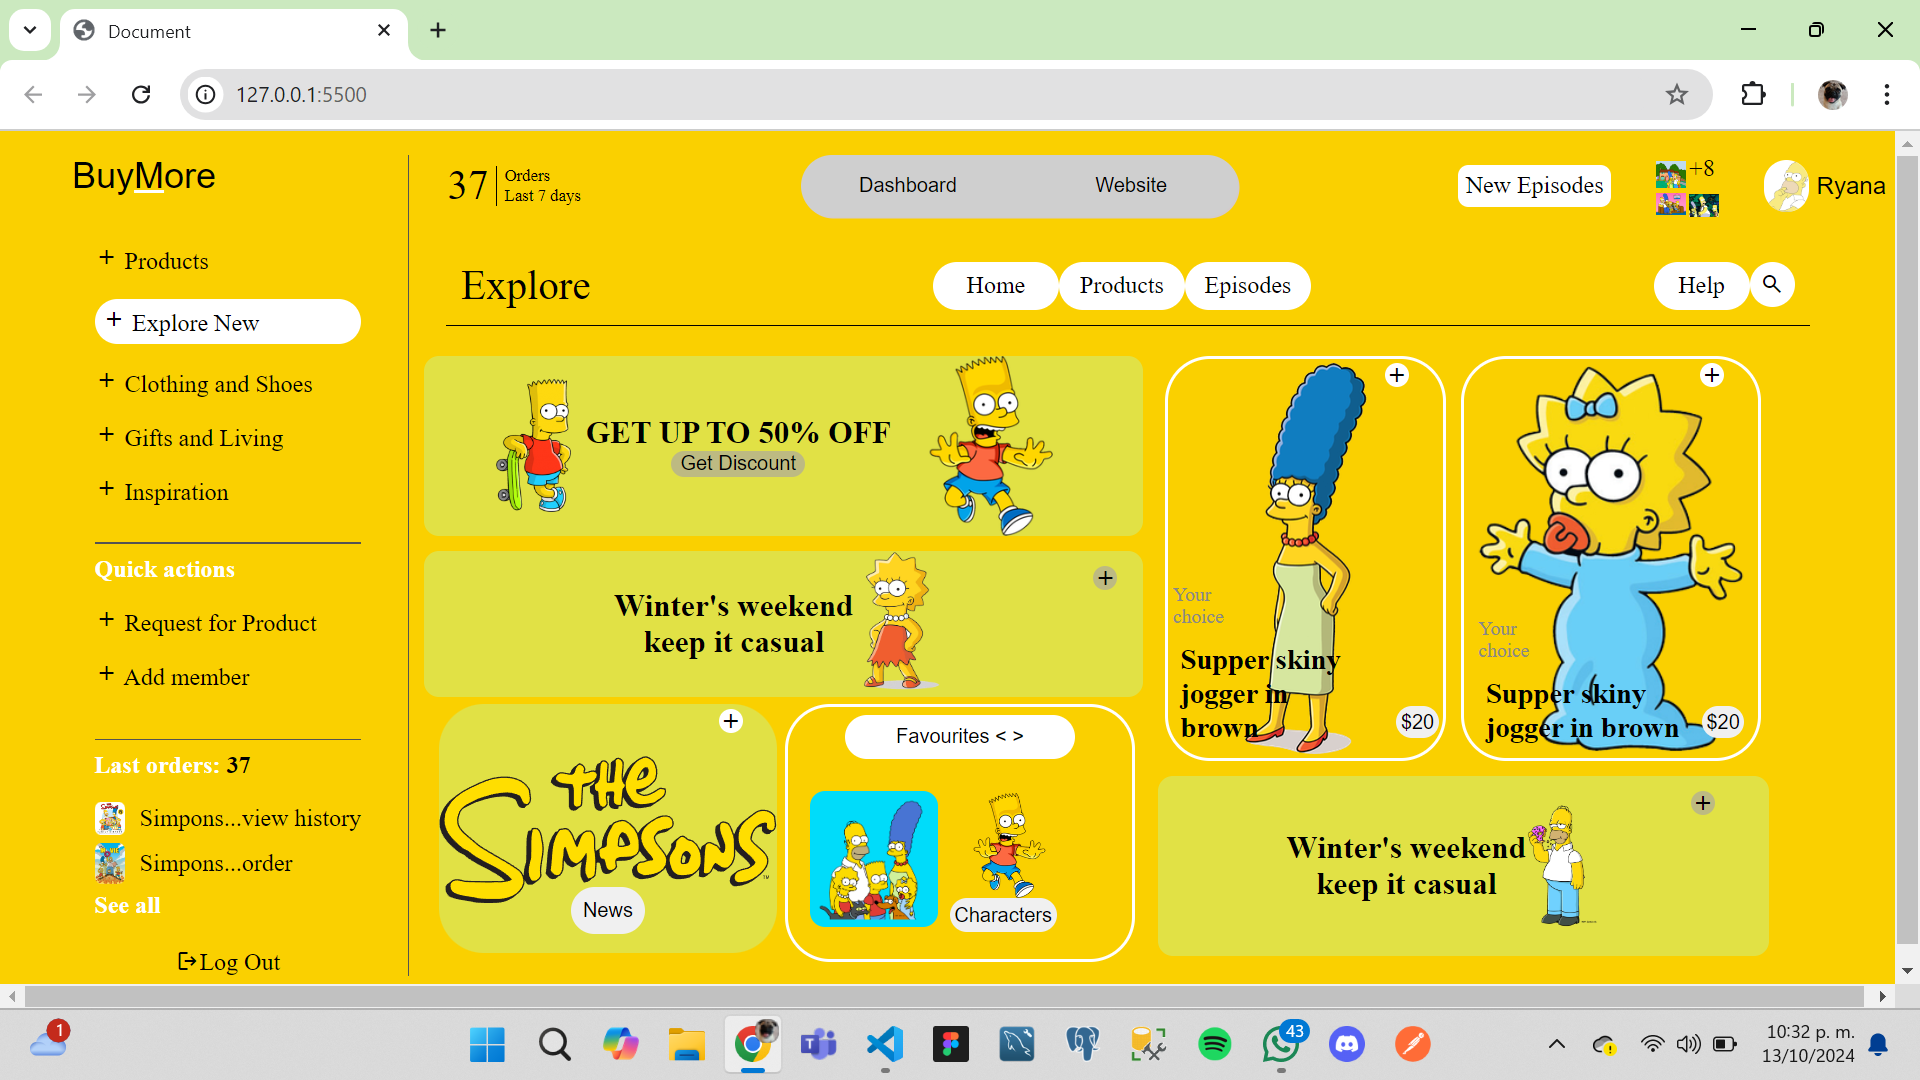 Document
127.0.0.1:5500
BuyMore
37
Orders
Last 7 days
Dashboard
Website
New Episodes
+8
Ryana
+ Products
+ Explore New
+ Clothing and Shoes
+ Gifts and Living
+ Inspiration
Quick actions
+ Request for Product
+ Add member
Last orders: 37
Simpons...view history
Simpons...order
See all
Log Out
Explore
Home
Products
Episodes
Help
GET UP TO 50% OFF
Get Discount
Winter's weekend
keep it casual
+
+
THE
SIMPSONS
TM
News
Favourites < >
Characters
+
Your
choice
Supper skiny
jogger in
brown
$20
+
Your
choice
Supper skiny
jogger in brown
$20
+
Winter's weekend
keep it casual
1
43
10:32 p. m.
13/10/2024